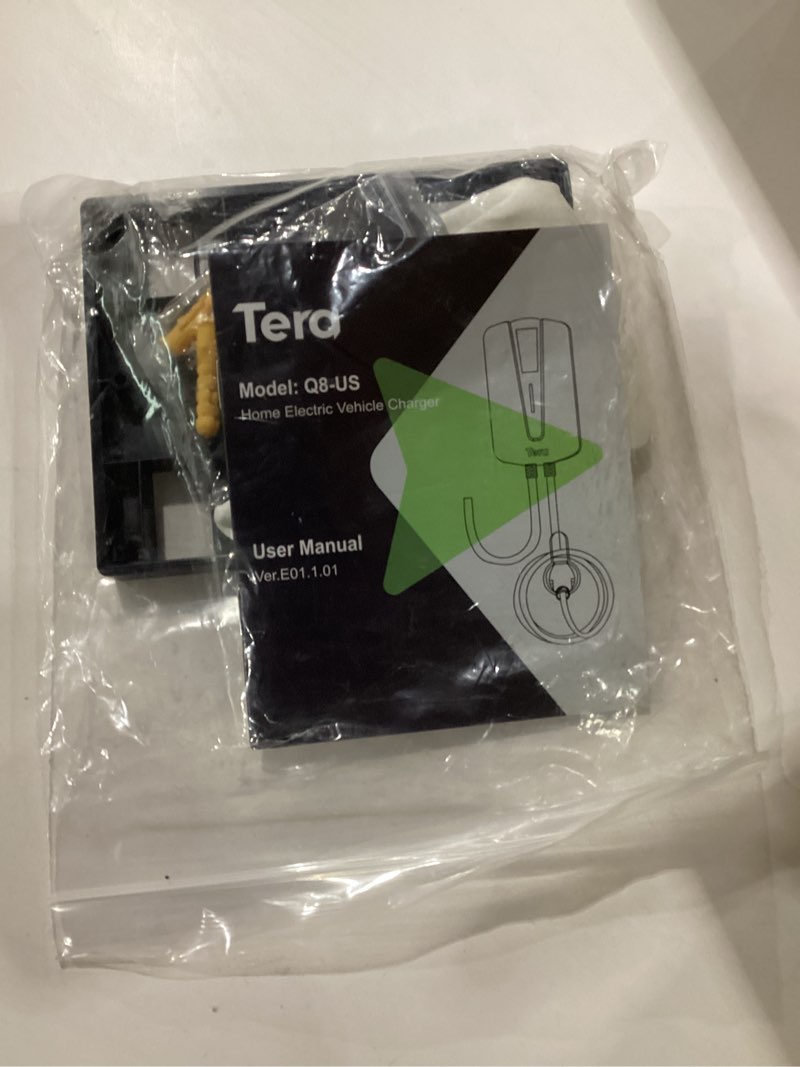 Tera
Model: Q8-US
Home Electric Vehicle Charger
Tera
User Manual
Ver.E01.1.01